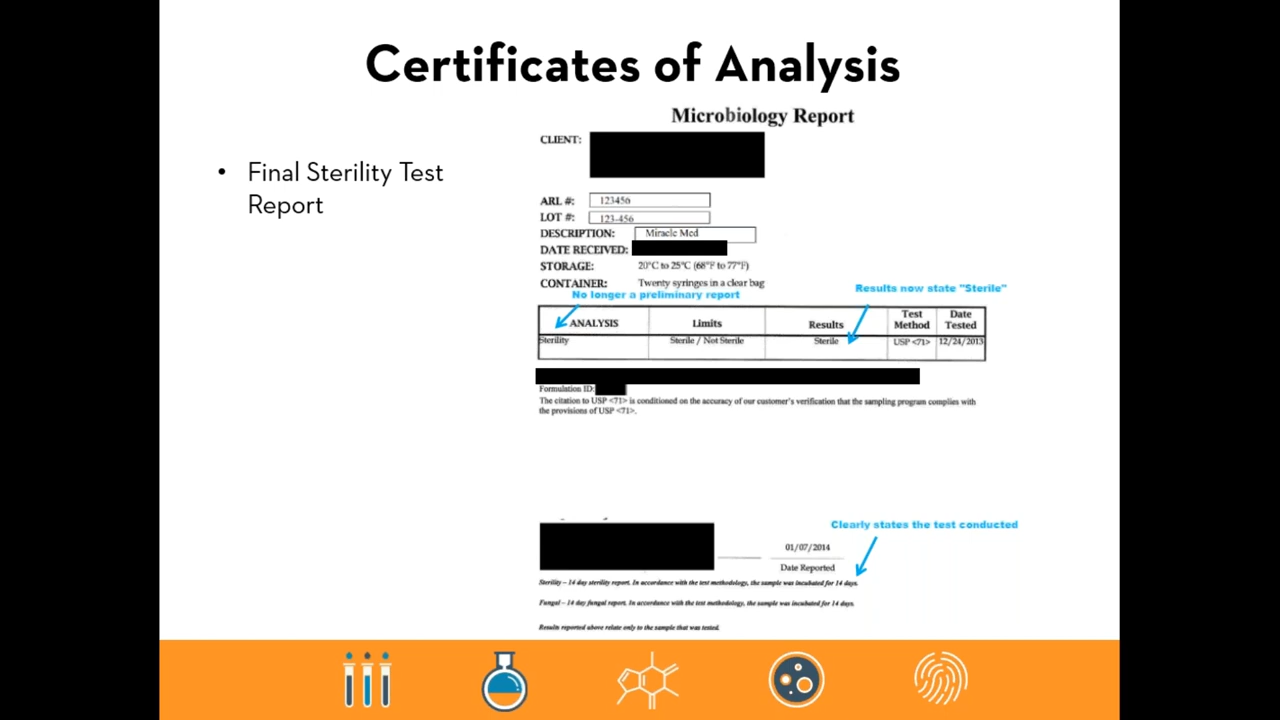 Certificates of Analysis
• Final Sterility Test
Report
Microbiology Report
CLIENT:
ARL #: 123456
LOT #: 123-456
DESCRIPTION: Miracle Med
DATE RECEIVED:
STORAGE: 20°C to 25°C (68°F to 77°F)
CONTAINER: Twenty syringes in a clear bag
No longer a preliminary report
Results now state "Sterile"
ANALYSIS Limits Results Test Method Date Tested
Sterility Sterile / Not Sterile Sterile USP <71> 12/24/2013
Formulation ID:
The citation to USP <71> is conditioned on the accuracy of our customer's verification that the sampling program complies with
the provisions of USP <71>.
Clearly states the test conducted
01/07/2014
Date Reported
Sterility – 14 day sterility report. In accordance with the test methodology, the sample was incubated for 14 days.
Fungal – 14 day fungal report. In accordance with the test methodology, the sample was incubated for 14 days.
Results reported above relate only to the sample that was tested.